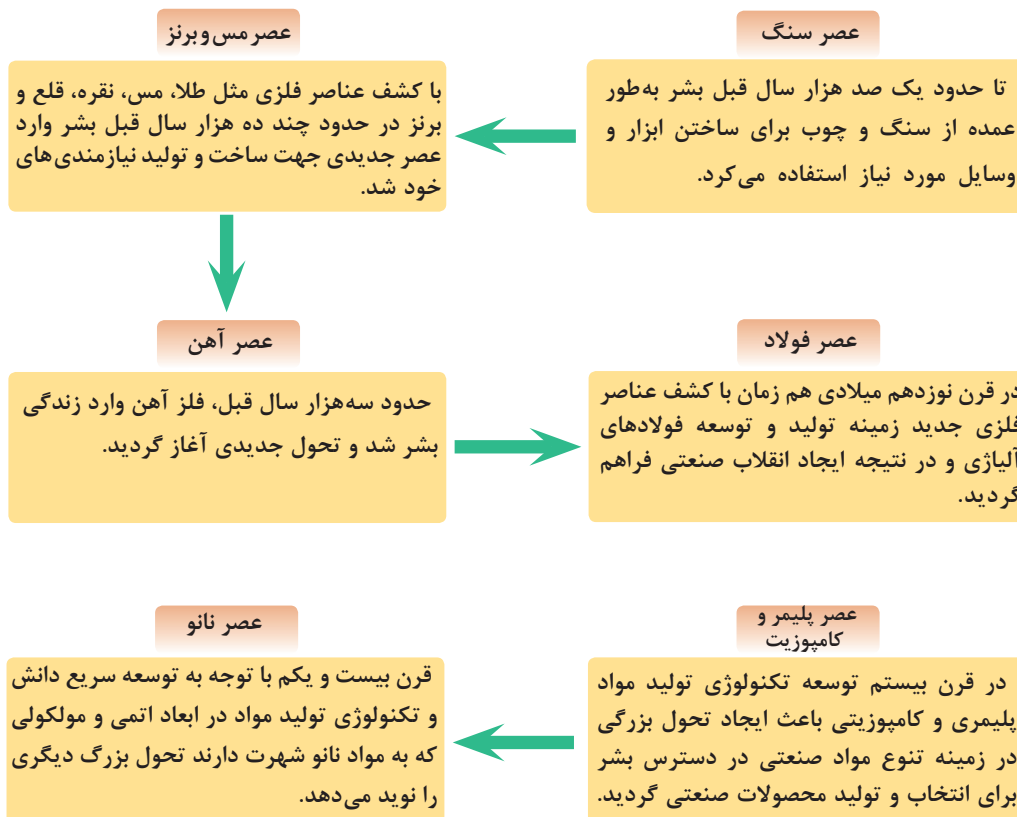 عصر سنگ
تا حدود یک صد هزار سال قبل بشر به‌طور
عمده از سنگ و چوب برای ساختن ابزار و
وسایل مورد نیاز استفاده می‌کرد.
عصر مس و برنز
با کشف عناصر فلزی مثل طلا، مس، نقره، قلع و
برنز در حدود چند ده هزار سال قبل بشر وارد
عصر جدیدی جهت ساخت و تولید نیازمندی‌های
خود شد.
عصر آهن
حدود سه‌هزار سال قبل، فلز آهن وارد زندگی
بشر شد و تحول جدیدی آغاز گردید.
عصر فولاد
در قرن نوزدهم میلادی هم زمان با کشف عناصر
فلزی جدید زمینه تولید و توسعه فولادهای
آلیاژی و در نتیجه ایجاد انقلاب صنعتی فراهم
گردید.
عصر پلیمر و
کامپوزیت
در قرن بیستم توسعه تکنولوژی تولید مواد
پلیمری و کامپوزیتی باعث ایجاد تحول بزرگی
در زمینه تنوع مواد صنعتی در دسترس بشر
برای انتخاب و تولید محصولات صنعتی گردید.
عصر نانو
قرن بیست و یکم با توجه به توسعه سریع دانش
و تکنولوژی تولید مواد در ابعاد اتمی و مولکولی
که به مواد نانو شهرت دارند تحول بزرگ دیگری
را نوید می‌دهد.